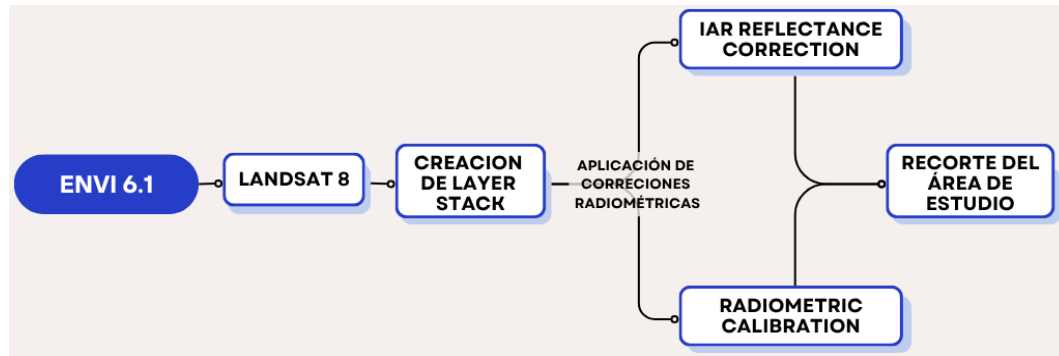 ENVI 6.1
LANDSAT 8
CREACION
DE LAYER
STACK
APLICACIÓN DE
CORRECIONES
RADIOMÉTRICAS
IAR REFLECTANCE
CORRECTION
RADIOMETRIC
CALIBRATION
RECORTE DEL
ÁREA DE
ESTUDIO